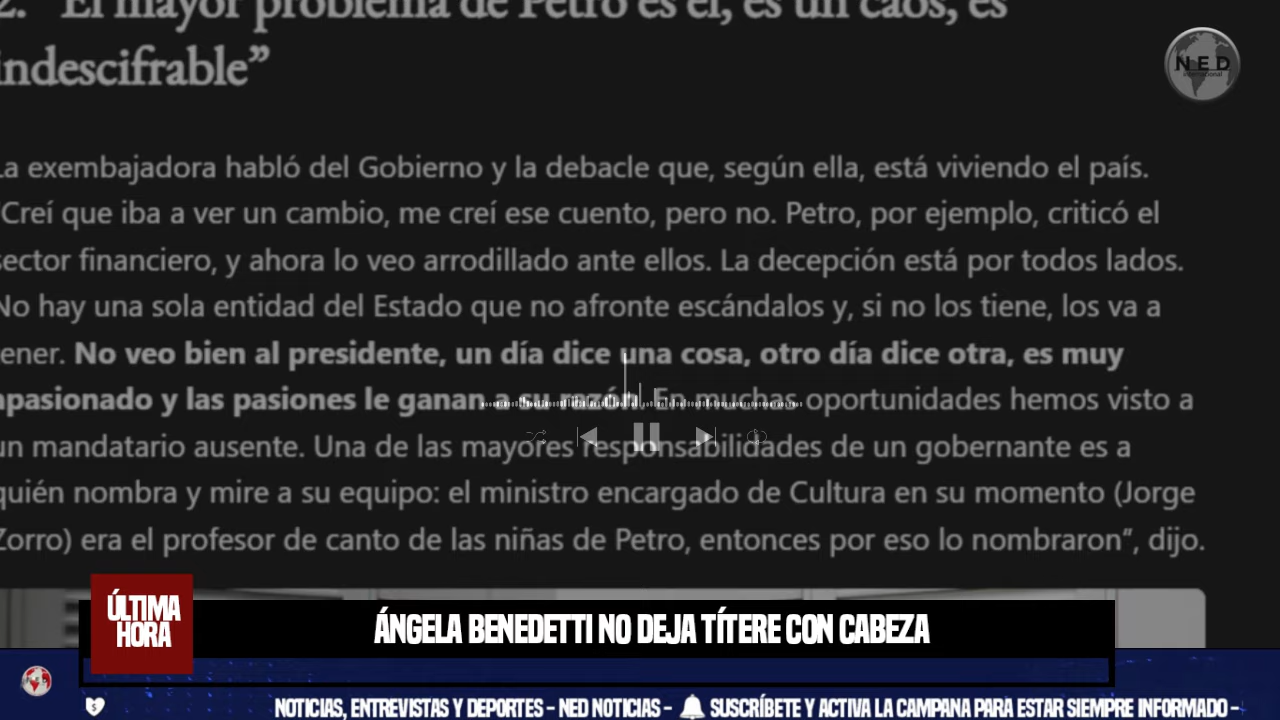 2. “El mayor problema de Petro es él, es un caos, es
indescifrable”
NED
international
La exembajadora habló del Gobierno y la debacle que, según ella, está viviendo el país.
“Creí que iba a ver un cambio, me creí ese cuento, pero no. Petro, por ejemplo, criticó el
sector financiero, y ahora lo veo arrodillado ante ellos. La decepción está por todos lados.
No hay una sola entidad del Estado que no afronte escándalos y, si no los tiene, los va a
tener. No veo bien al presidente, un día dice una cosa, otro día dice otra, es muy
apasionado y las pasiones le ganan a su razón. En muchas oportunidades hemos visto a
un mandatario ausente. Una de las mayores responsabilidades de un gobernante es a
quién nombra y mire a su equipo: el ministro encargado de Cultura en su momento (Jorge
Zorro) era el profesor de canto de las niñas de Petro, entonces por eso lo nombraron”, dijo.
ÚLTIMA
HORA
ÁNGELA BENEDETTI NO DEJA TÍTERE CON CABEZA
NOTICIAS, ENTREVISTAS Y DEPORTES - NED NOTICIAS - SUSCRÍBETE Y ACTIVA LA CAMPANA PARA ESTAR SIEMPRE INFORMADO -